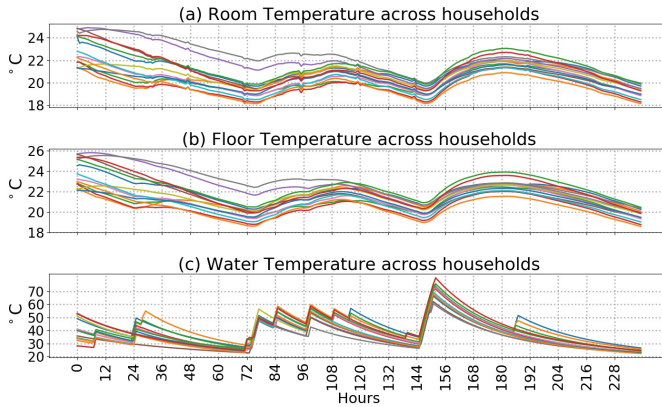 (a) Room Temperature across households
°C
24
22
20
18
(b) Floor Temperature across households
°C
26
24
22
20
18
(c) Water Temperature across households
°C
70
60
50
40
30
20
0 12 24 36 48 60 72 84 96 108 120 132 144 156 168 180 192 204 216 228
Hours